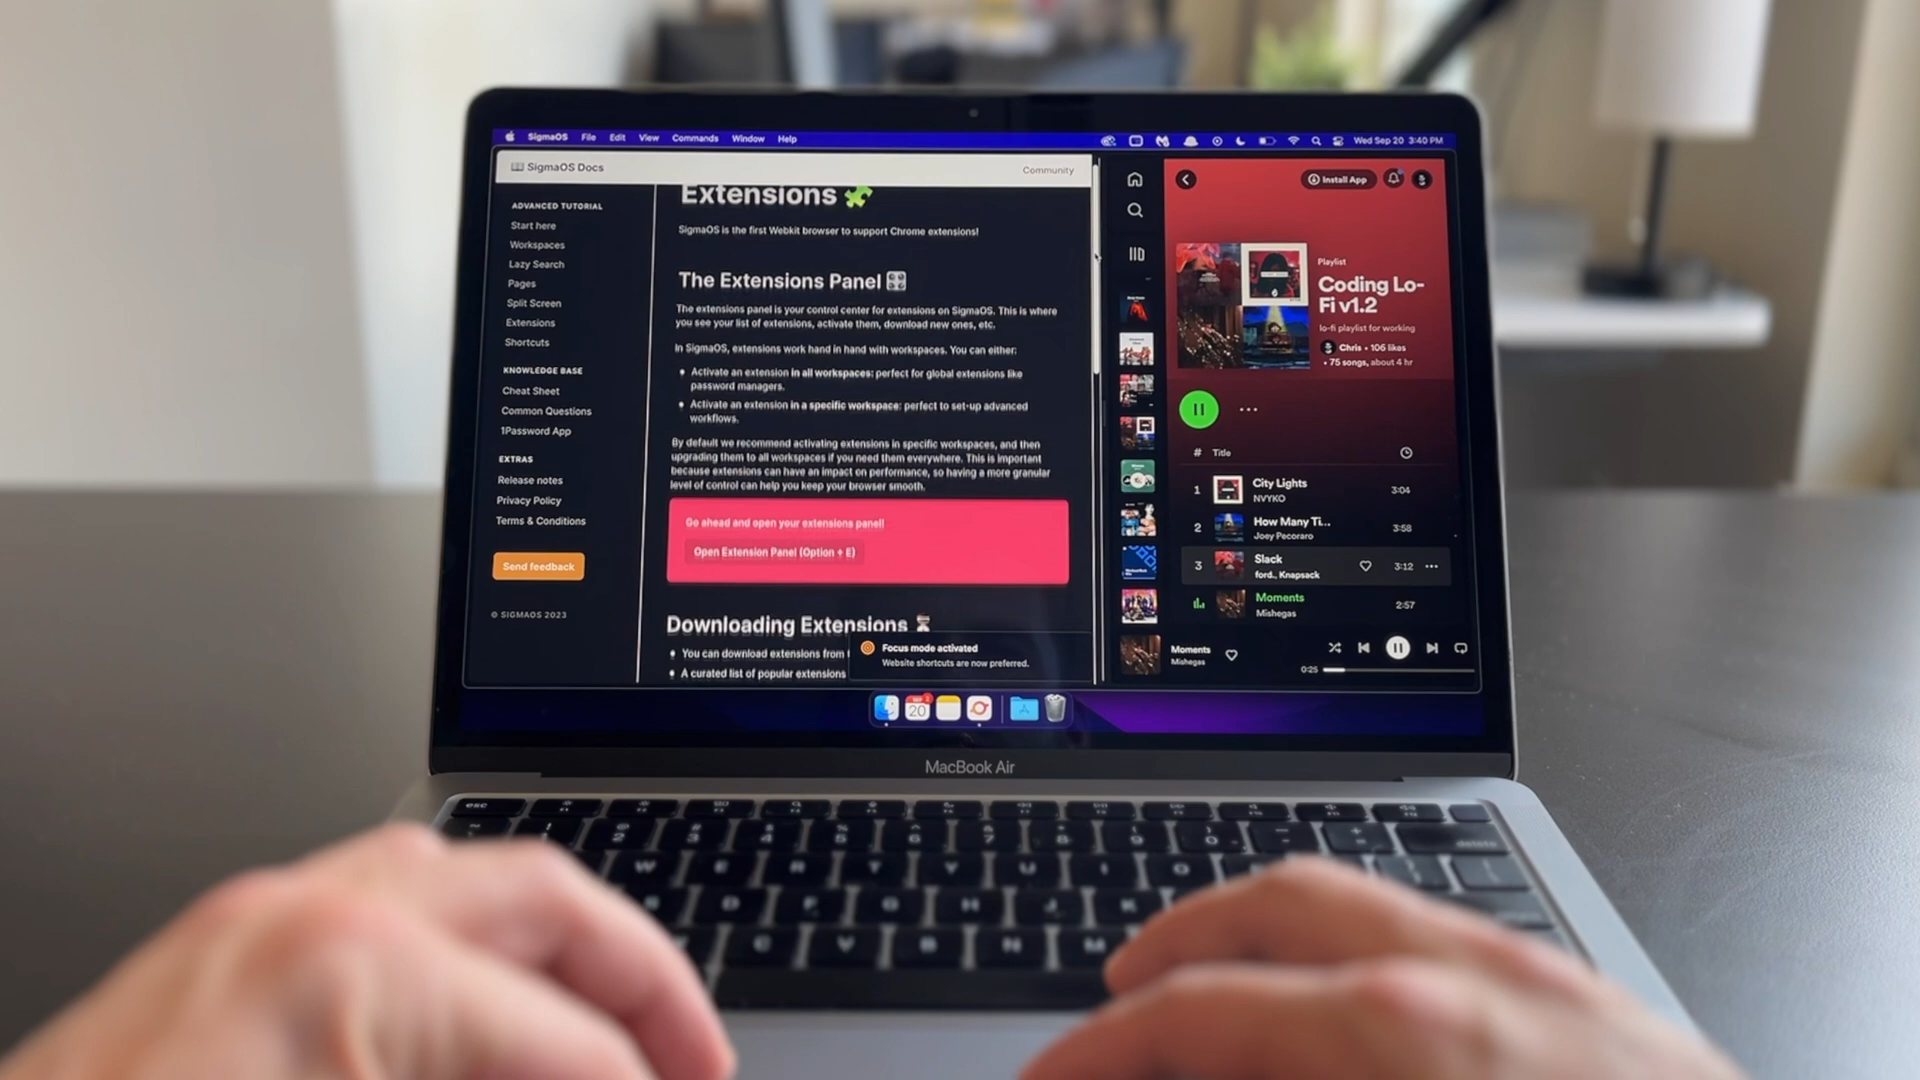 SigmaOS File Edit View Commands Window Help
Wed Sep 20 3:40 PM
SigmaOS Docs
Community
ADVANCED TUTORIAL
Start here
Workspaces
Lazy Search
Pages
Split Screen
Extensions
Shortcuts
KNOWLEDGE BASE
Cheat Sheet
Common Questions
1Password App
EXTRAS
Release notes
Privacy Policy
Terms & Conditions
Send feedback
© SIGMAOS 2023
Extensions
SigmaOS is the first Webkit browser to support Chrome extensions!
The Extensions Panel
The extensions panel is your control center for extensions on SigmaOS. This is where
you see your list of extensions, activate them, download new ones, etc.
In SigmaOS, extensions work hand in hand with workspaces. You can either:
Activate an extension in all workspaces: perfect for global extensions like
password managers.
Activate an extension in a specific workspace: perfect to set-up advanced
workflows.
By default we recommend activating extensions in specific workspaces, and then
upgrading them to all workspaces if you need them everywhere. This is important
because extensions can have an impact on performance, so having a more granular
level of control can help you keep your browser smooth.
Go ahead and open your extensions panel!
Open Extension Panel (Option + E)
Downloading Extensions
You can download extensions from
A curated list of popular extensions
Focus mode activated
Website shortcuts are now preferred.
Install App
Playlist
Coding Lo-
Fi v1.2
lo-fi playlist for working
Chris • 106 likes
• 75 songs, about 4 hr
# Title
1 City Lights 3:04
NVYKO
2 How Many Ti... 3:58
Joey Pecoraro
3 Slack 3:12
ford., Knapsack
Moments 2:57
Mishegas
Moments
Mishegas
0:25
20
MacBook Air
esc
2 3 4 5 6 7 8 9 0
delete
W E R T Y U I O
S D F G H J K
C V B N M